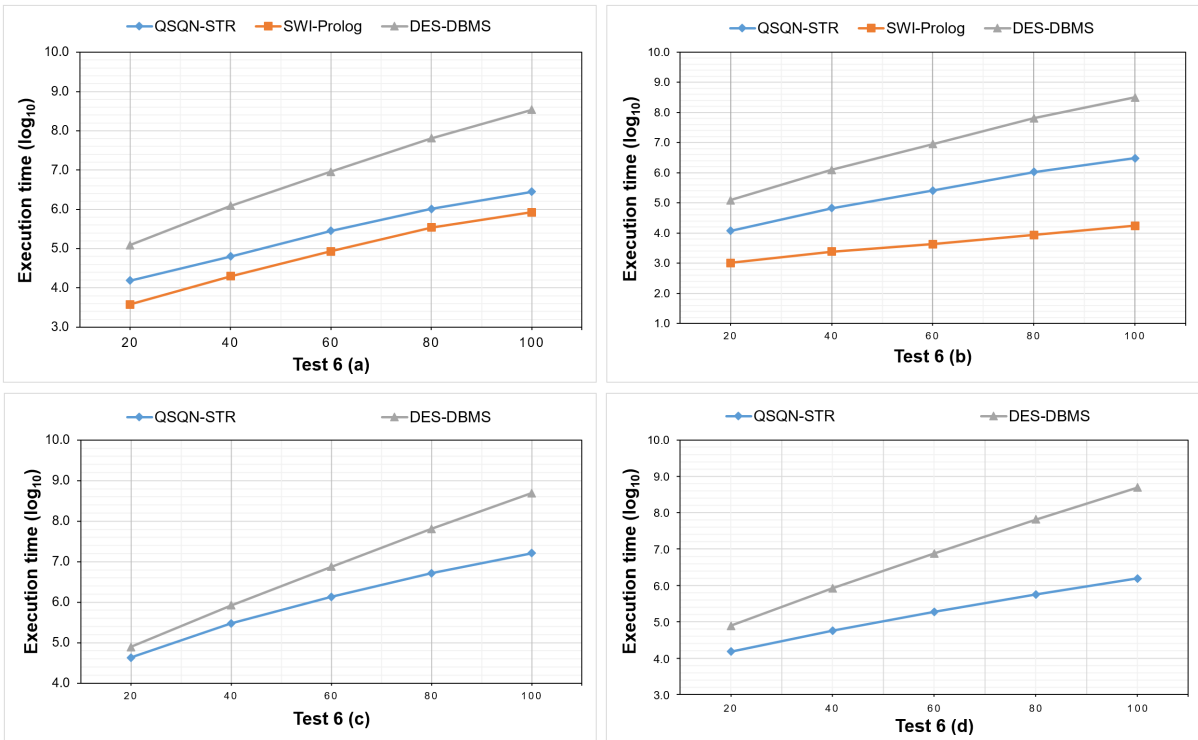 QSQN-STR SWI-Prolog DES-DBMS
Execution time (log10)
10.0
9.0
8.0
7.0
6.0
5.0
4.0
3.0
20 40 60 80 100
Test 6 (a)
QSQN-STR SWI-Prolog DES-DBMS
Execution time (log10)
10.0
9.0
8.0
7.0
6.0
5.0
4.0
3.0
2.0
1.0
20 40 60 80 100
Test 6 (b)
QSQN-STR DES-DBMS
Execution time (log10)
10.0
9.0
8.0
7.0
6.0
5.0
4.0
20 40 60 80 100
Test 6 (c)
QSQN-STR DES-DBMS
Execution time (log10)
10.0
9.0
8.0
7.0
6.0
5.0
4.0
3.0
20 40 60 80 100
Test 6 (d)